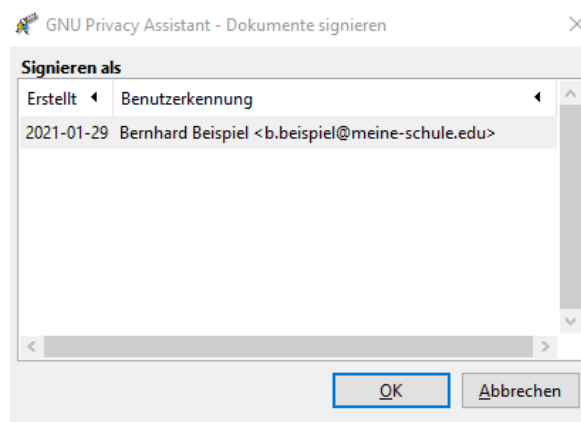 GNU Privacy Assistant - Dokumente signieren
Signieren als
Erstellt Benutzerkennung
2021-01-29 Bernhard Beispiel <b.beispiel@meine-schule.edu>
OK Abbrechen